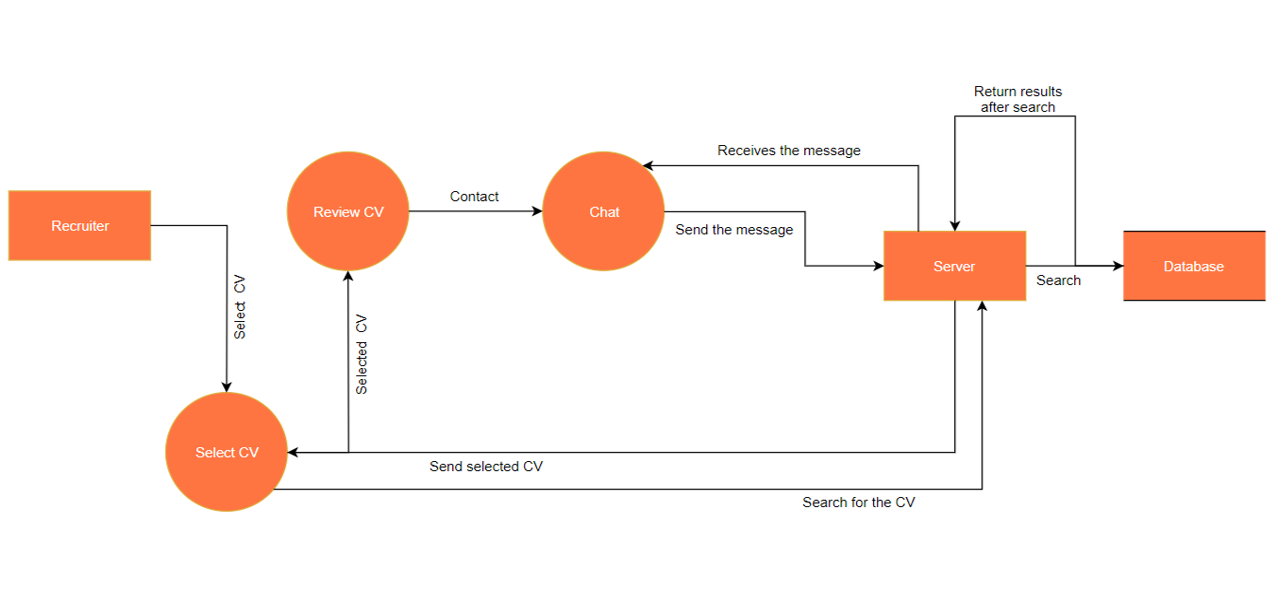 Return results
after search
Receives the message
Contact
Review CV
Chat
Recruiter
Send the message
Server
Database
Search
Select CV
Selected CV
Select CV
Send selected CV
Search for the CV